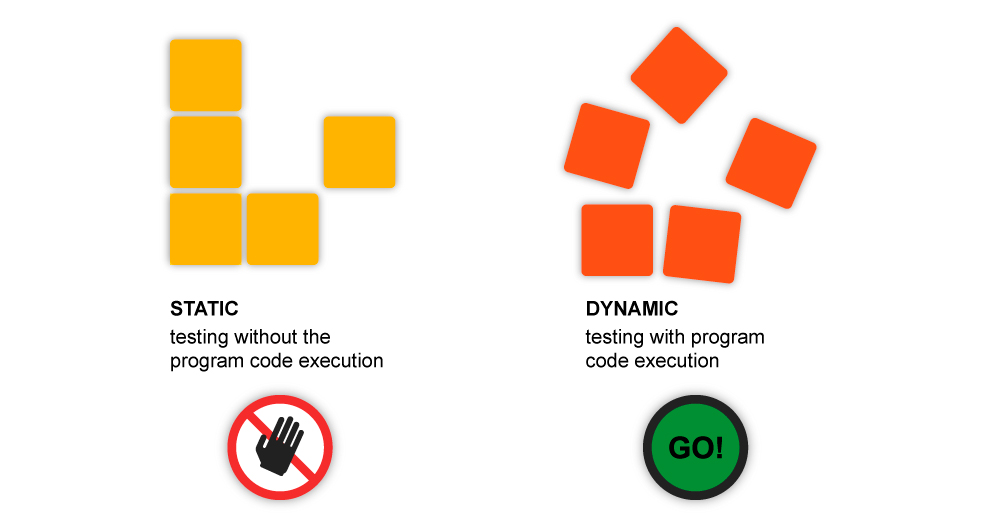 STATIC
testing without the
program code execution
DYNAMIC
testing with program
code execution
GO!